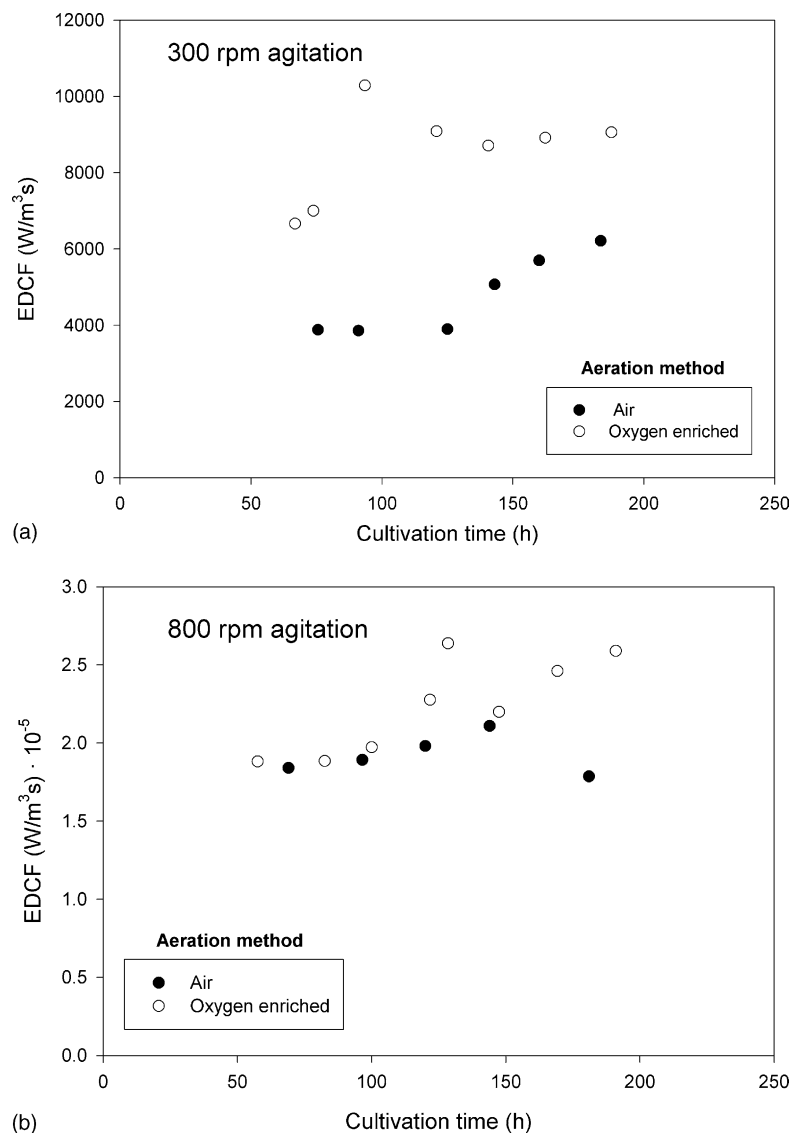 12000
300 rpm agitation
10000
8000
6000
4000
2000
0
EDCF (W/m³s)
Aeration method
Air
Oxygen enriched
0 50 100 150 200 250
Cultivation time (h)
(a)
3.0
800 rpm agitation
2.5
2.0
1.5
1.0
0.5
0.0
EDCF (W/m³s) · 10⁻⁵
Aeration method
Air
Oxygen enriched
50 100 150 200 250
Cultivation time (h)
(b)